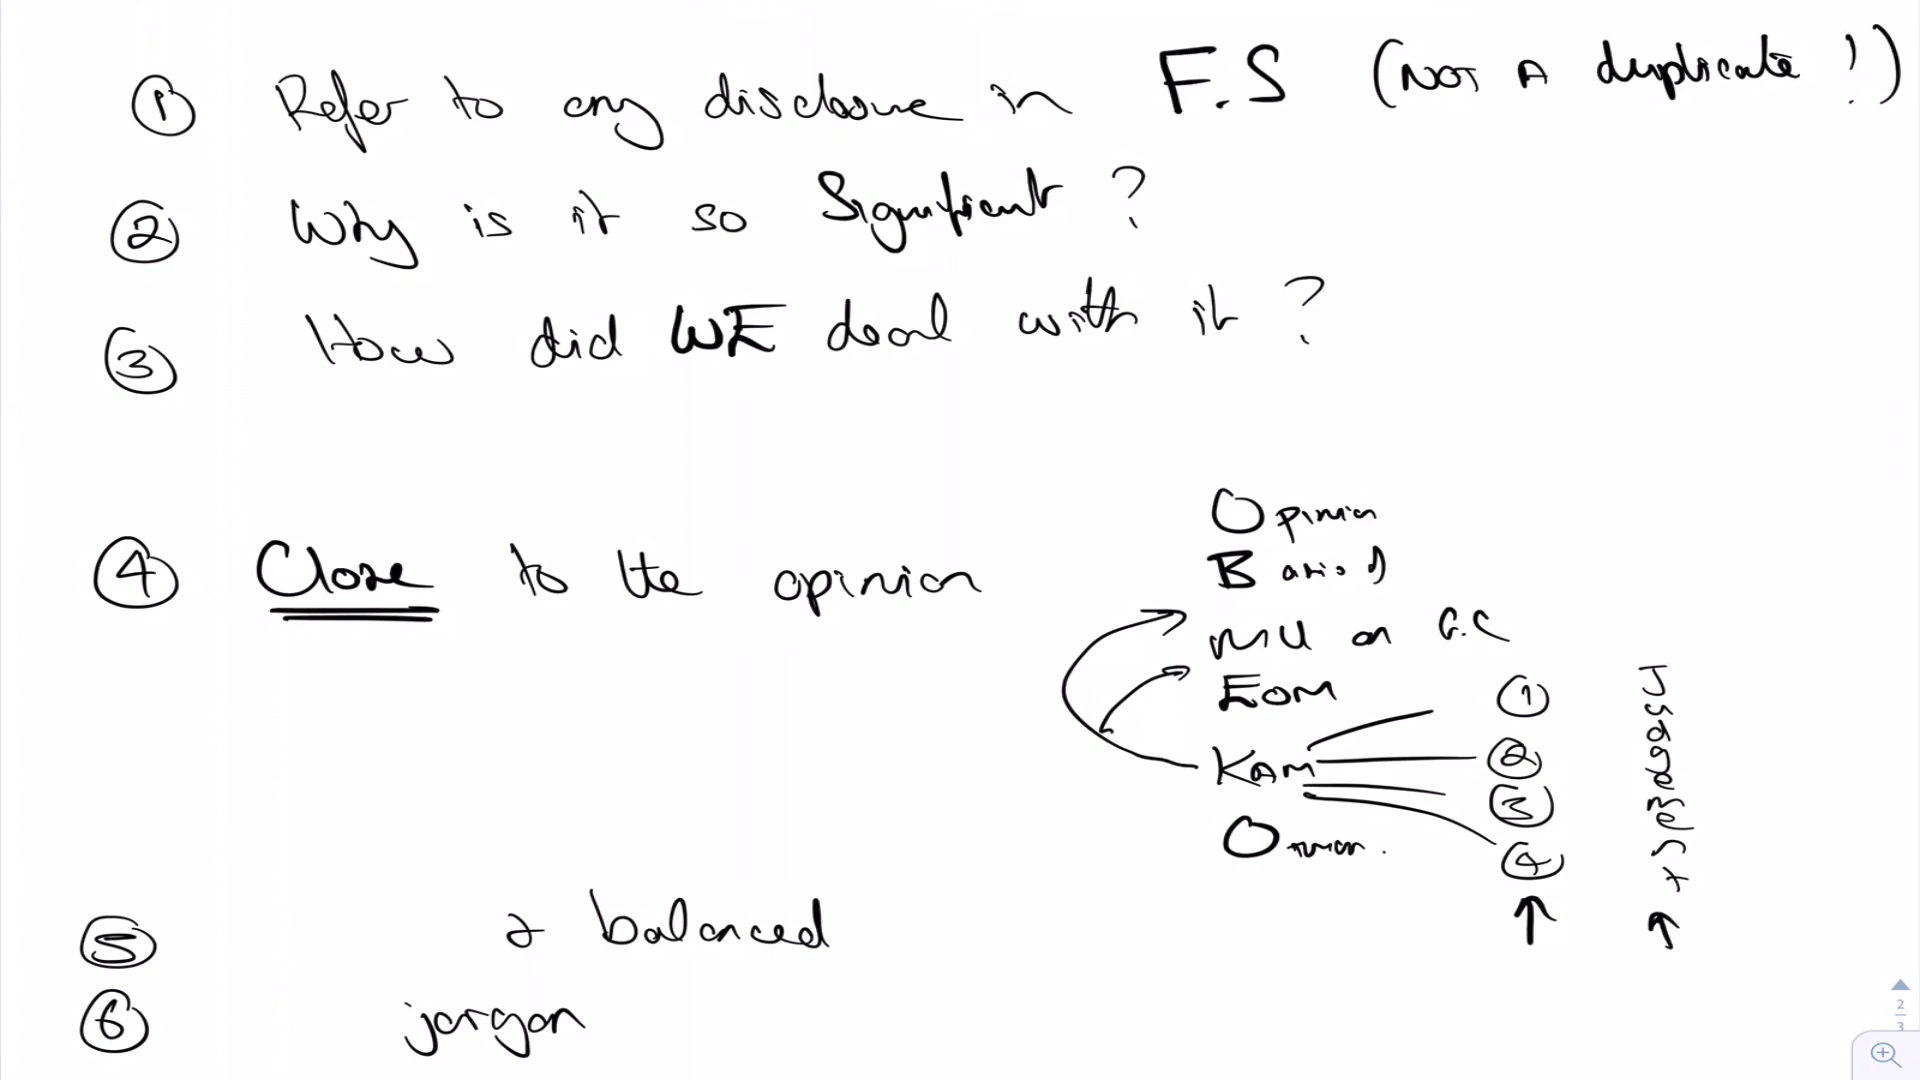 ① Refer to any disclosure in F.S (NOT A duplicate !)
② Why is it so Significant ?
③ How did WE deal with it ?
④ Close to the opinion
Opinion
B
MU on G.C
EOM ①
KAM ②
③
④
⑤ & balanced
⑥ jargon
2
3